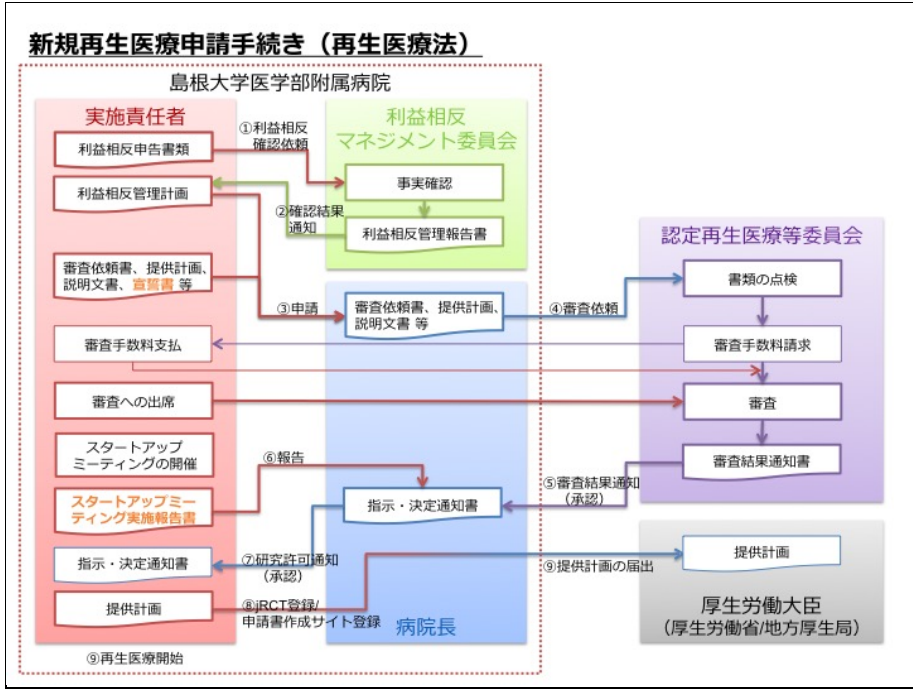 新規再生医療申請手続き（再生医療法）
島根大学医学部附属病院
実施責任者
利益相反申告書類
利益相反管理計画
審査依頼書、提供計画、
説明文書、宣誓書 等
審査手数料支払
審査への出席
スタートアップ
ミーティングの開催
スタートアップミー
ティング実施報告書
指示・決定通知書
提供計画
⑨再生医療開始
①利益相反
確認依頼
②確認結果
通知
③申請
⑥報告
⑦研究許可通知
（承認）
⑧jRCT登録/
申請書作成サイト登録
利益相反
マネジメント委員会
事実確認
利益相反管理報告書
審査依頼書、提供計画、
説明文書 等
指示・決定通知書
病院長
④審査依頼
⑤審査結果通知
（承認）
⑨提供計画の届出
認定再生医療等委員会
書類の点検
審査手数料請求
審査
審査結果通知書
提供計画
厚生労働大臣
（厚生労働省/地方厚生局）